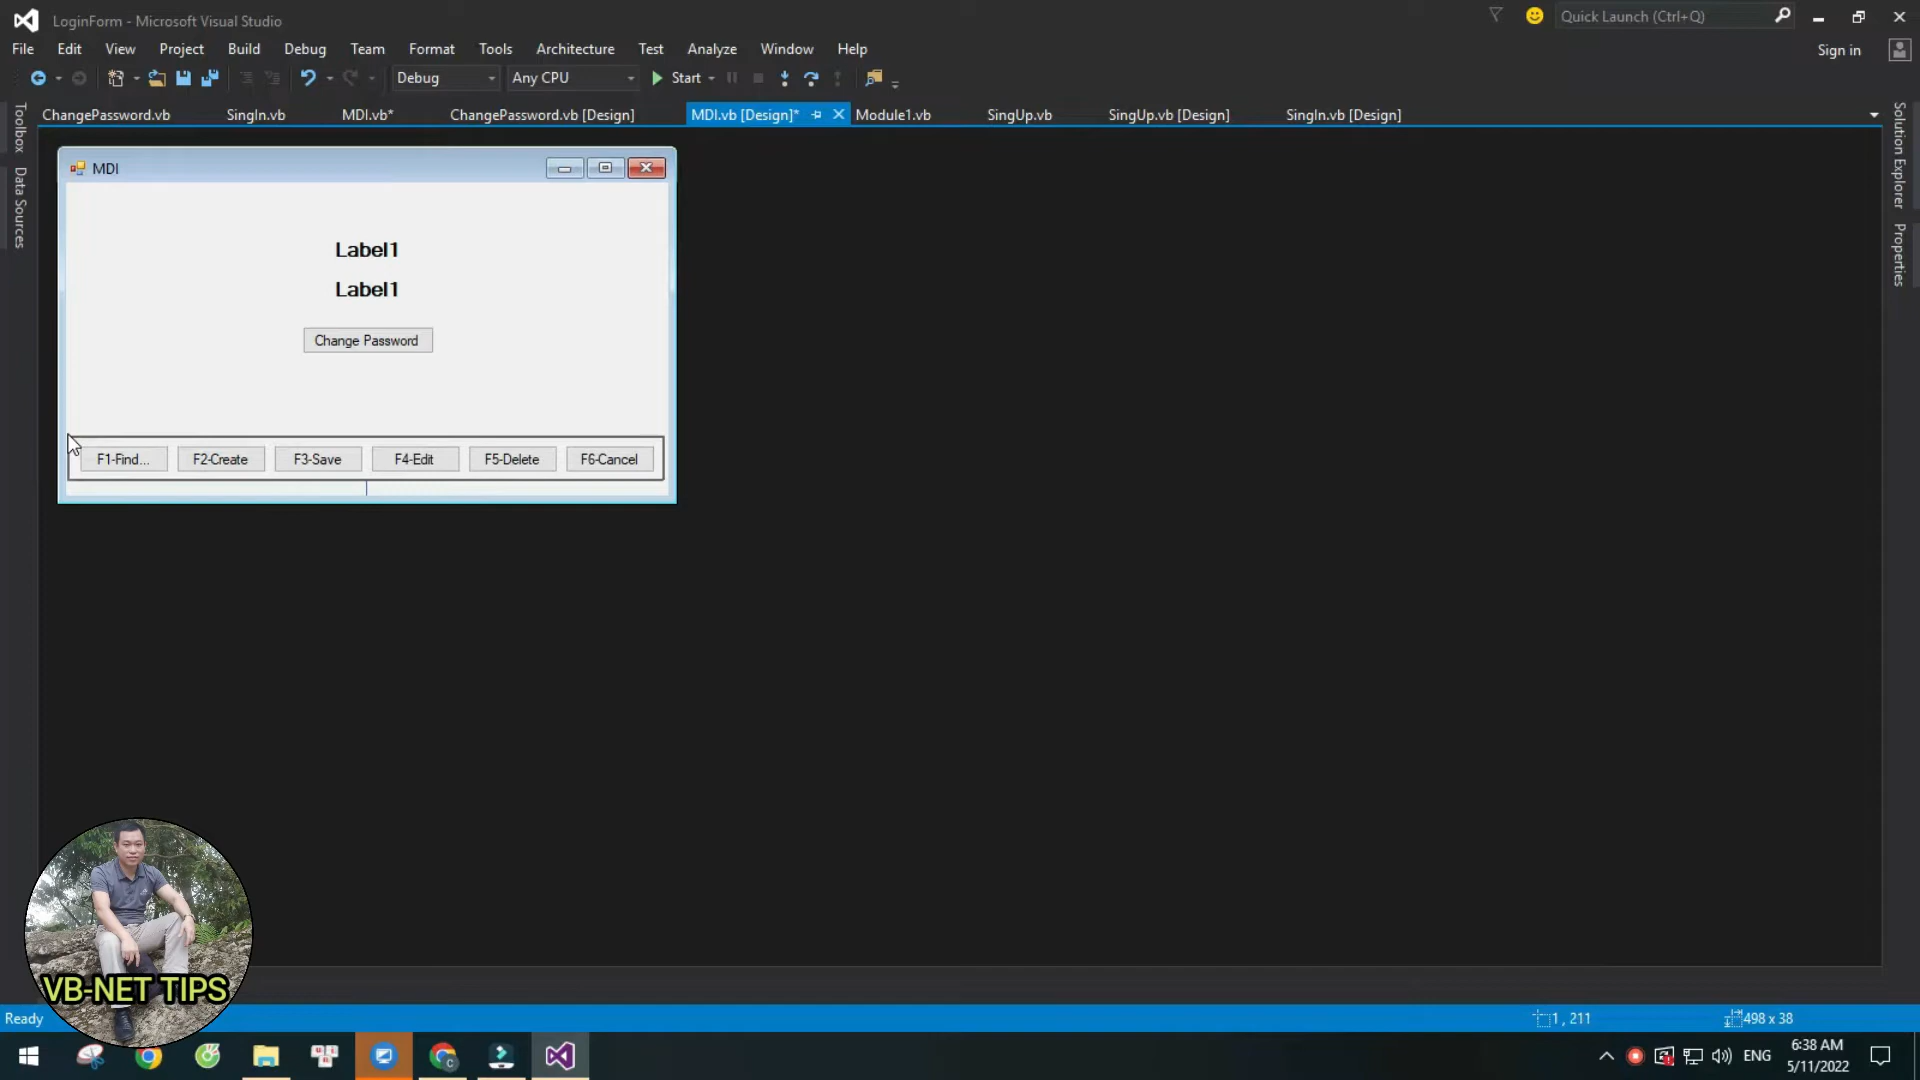 LoginForm - Microsoft Visual Studio
Quick Launch (Ctrl+Q)
File Edit View Project Build Debug Team Format Tools Architecture Test Analyze Window Help
Sign in
Debug Any CPU Start
ChangePassword.vb SingIn.vb MDI.vb* ChangePassword.vb [Design] MDI.vb [Design]* Module1.vb SingUp.vb SingUp.vb [Design] SingIn.vb [Design]
Toolbox
Data Sources
Solution Explorer
Properties
MDI
Label1
Label1
Change Password
F1-Find... F2-Create F3-Save F4-Edit F5-Delete F6-Cancel
VB-NET TIPS
Ready
1 , 211
498 x 38
ENG
6:38 AM
5/11/2022